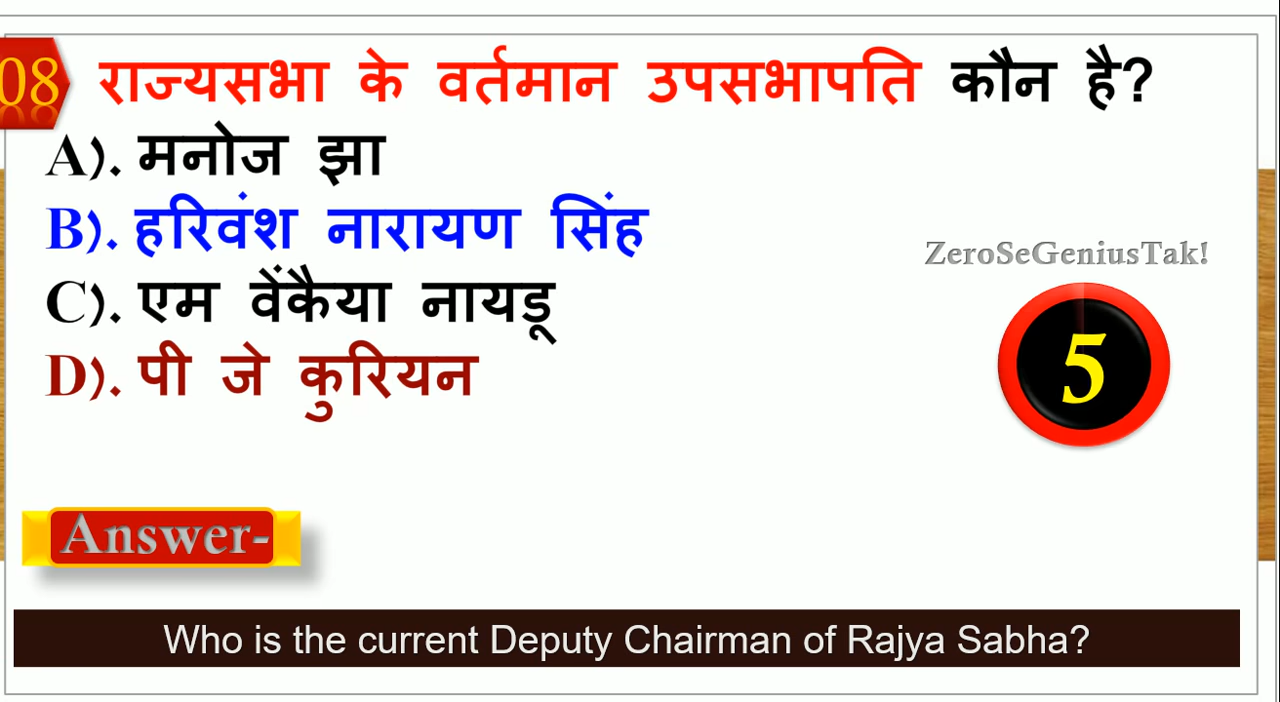 08 राज्यसभा के वर्तमान उपसभापति कौन है?
A). मनोज झा
B). हरिवंश नारायण सिंह
C). एम वेंकैया नायडू
D). पी जे कुरियन
ZeroSeGeniusTak!
5
Answer-
Who is the current Deputy Chairman of Rajya Sabha?